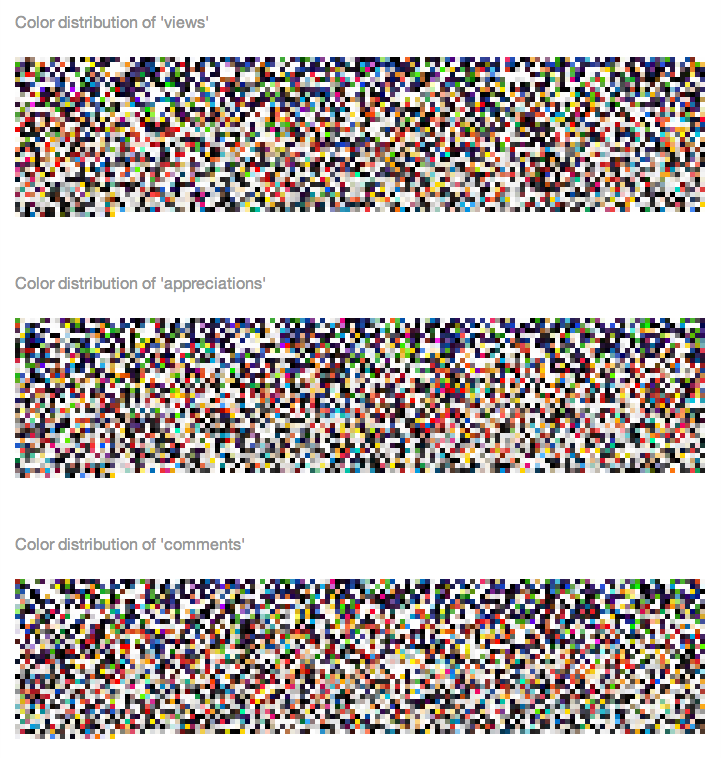 Color distribution of 'views'
Color distribution of 'appreciations'
Color distribution of 'comments'